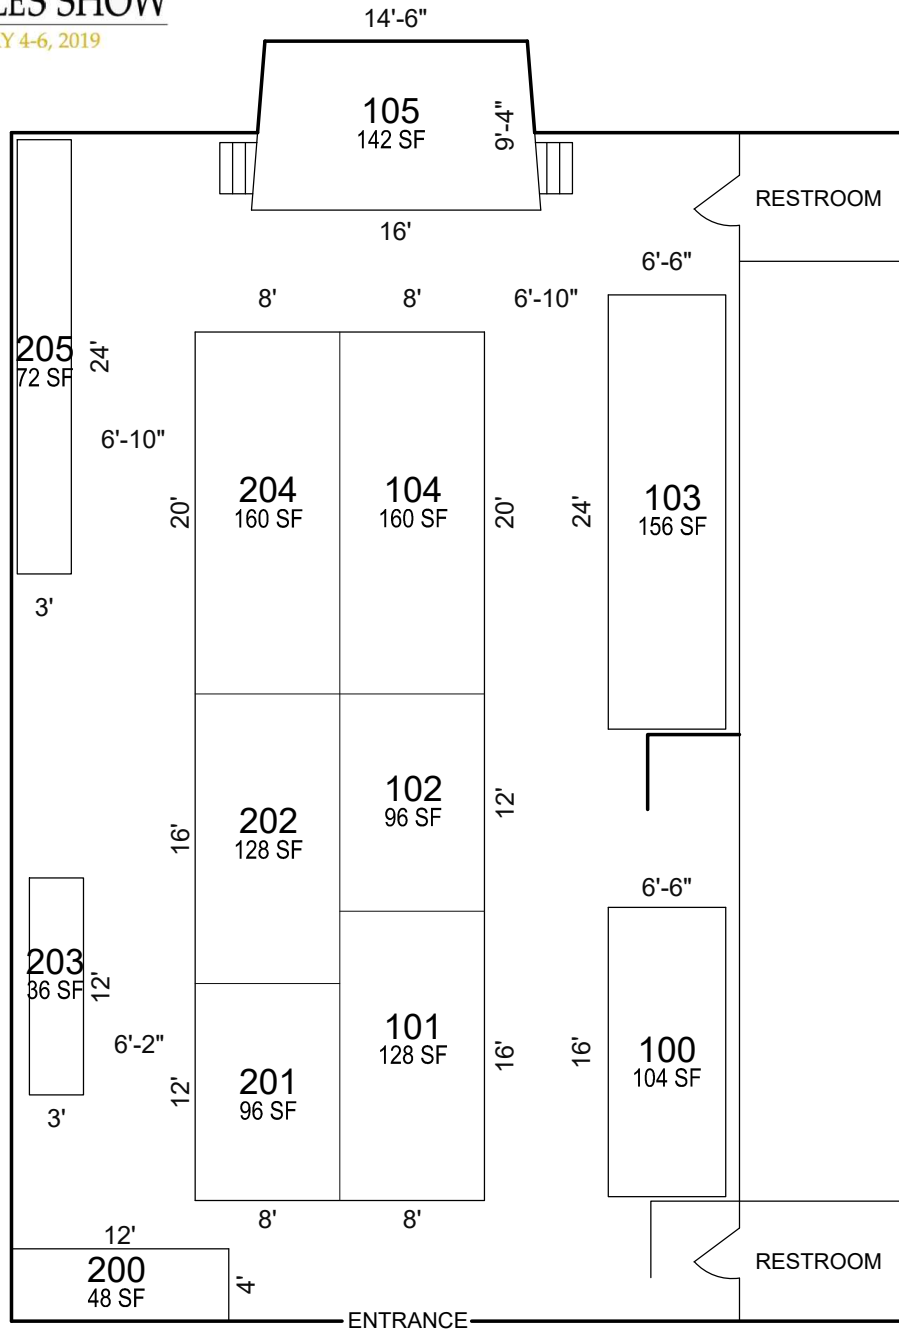 SHOW
4-6, 2019
14'-6"
105
142 SF
9'-4"
16'
RESTROOM
6'-6"
8'
8'
6'-10"
205
72 SF
24'
6'-10"
3'
204
160 SF
20'
104
160 SF
20'
24'
103
156 SF
202
128 SF
16'
102
96 SF
12'
6'-6"
203
36 SF
12'
6'-2"
3'
201
96 SF
12'
101
128 SF
16'
16'
100
104 SF
8'
8'
12'
200
48 SF
4'
RESTROOM
ENTRANCE